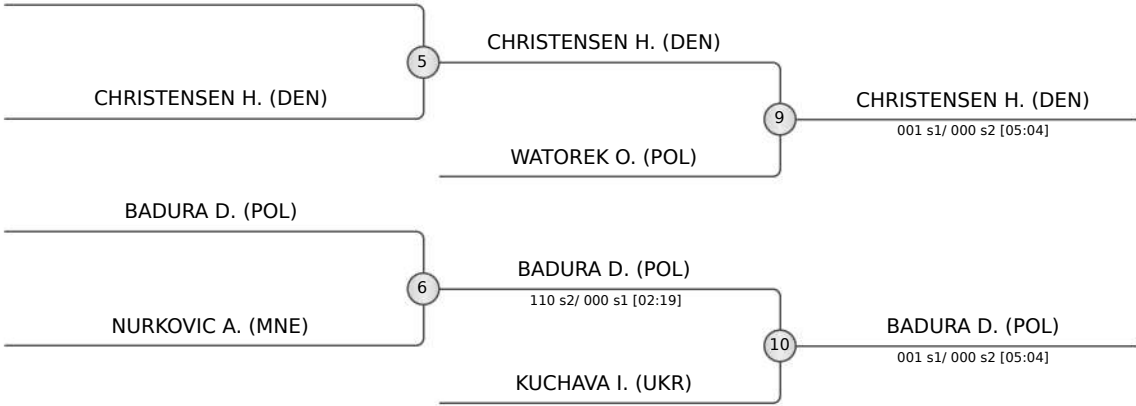 CHRISTENSEN H. (DEN)
5
CHRISTENSEN H. (DEN)
CHRISTENSEN H. (DEN)
9
001 s1/ 000 s2 [05:04]
WATOREK O. (POL)
BADURA D. (POL)
BADURA D. (POL)
6
110 s2/ 000 s1 [02:19]
NURKOVIC A. (MNE)
BADURA D. (POL)
10
001 s1/ 000 s2 [05:04]
KUCHAVA I. (UKR)